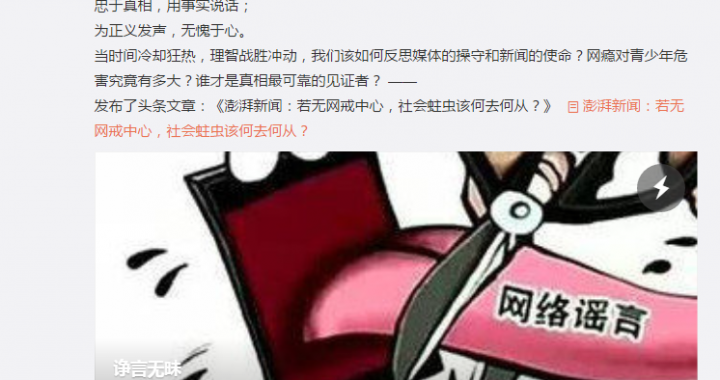 忠于真相，用事实说话；
为正义发声，无愧于心。
当时间冷却狂热，理智战胜冲动，我们该如何反思媒体的操守和新闻的使命？网瘾对青少年危
害究竟有多大？谁才是真相最可靠的见证者？ ——
发布了头条文章：《澎湃新闻：若无网戒中心，社会蛀虫该何去何从？》 澎湃新闻：若无
网戒中心，社会蛀虫该何去何从？
网络谣言
诤言无昧